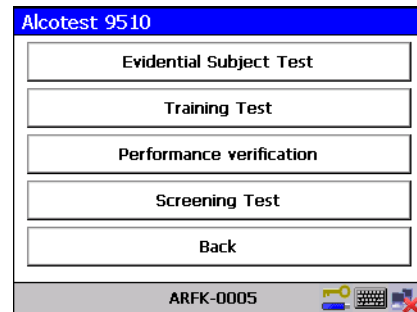 Alcotest 9510
Evidential Subject Test
Training Test
Performance verification
Screening Test
Back
ARFK-0005